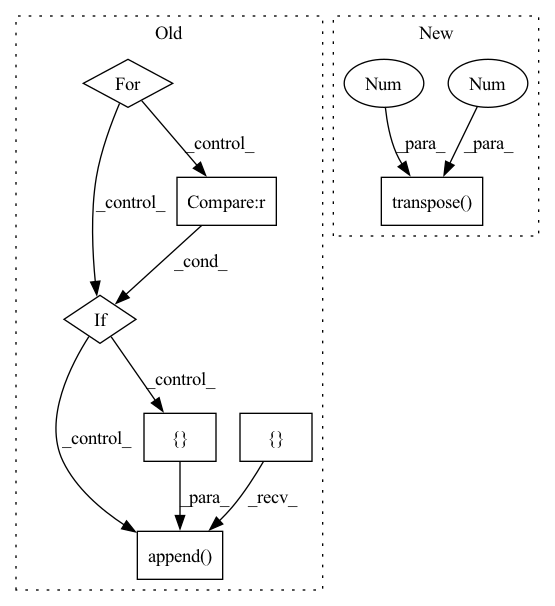 Old
New
For
Num
Num
_control_
_para_
_para_
_control_
Compare:r
transpose()
_cond_
If
_control_
_control_
{}
{}
_para_
_recv_
append()